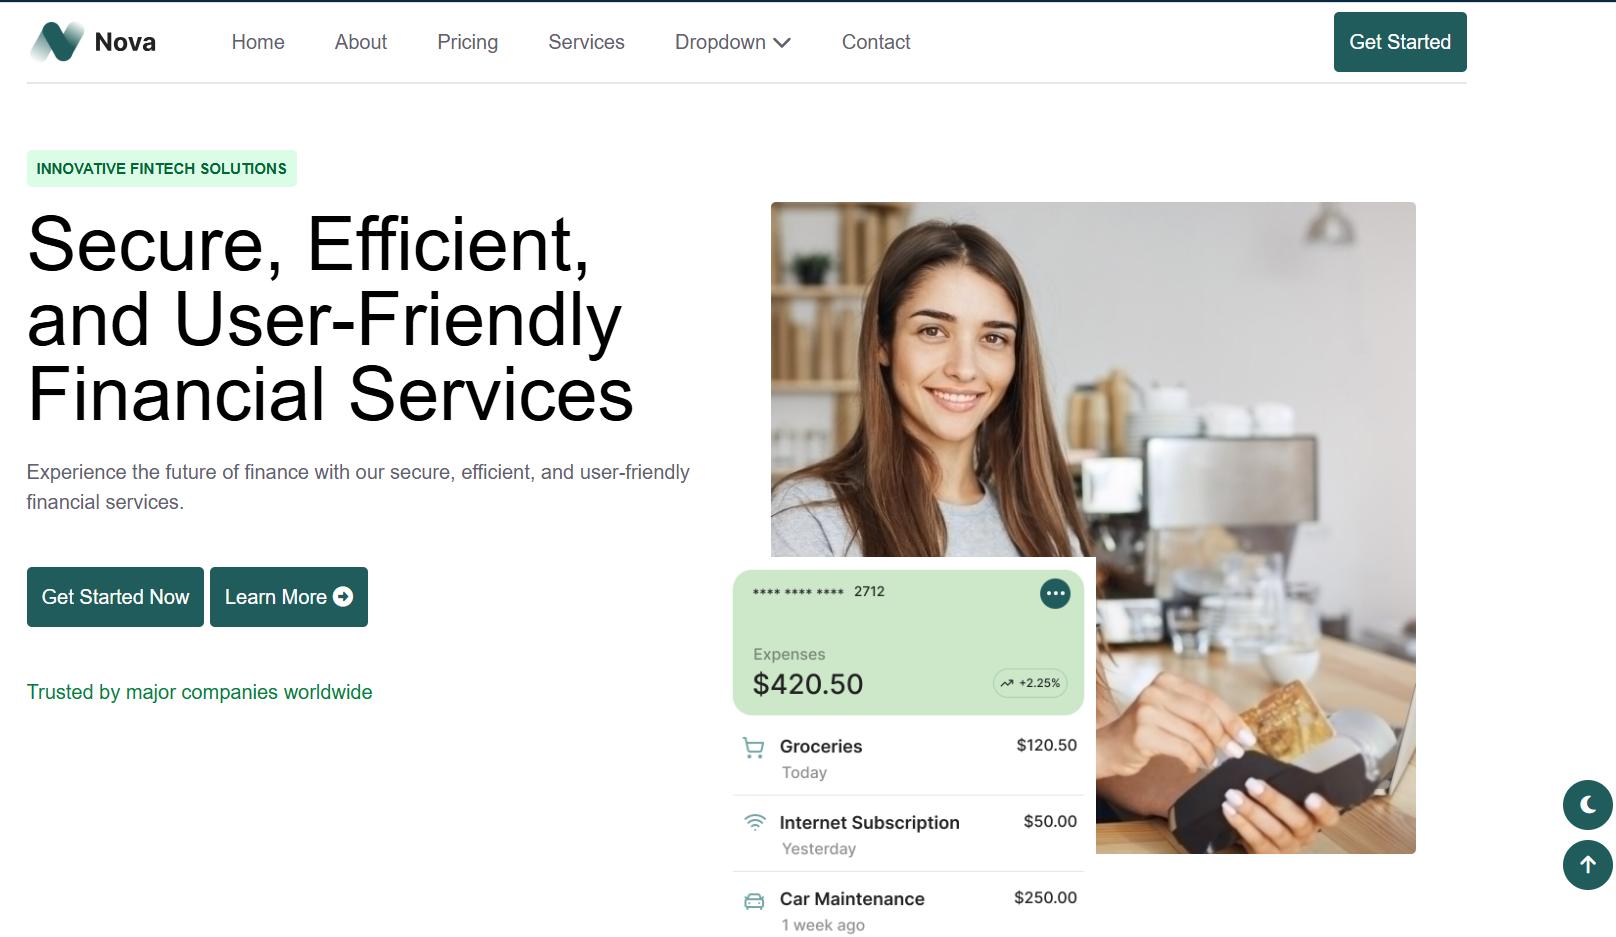 Nova
Home
About
Pricing
Services
Dropdown
Contact
Get Started
INNOVATIVE FINTECH SOLUTIONS
Secure, Efficient,
and User-Friendly
Financial Services
Experience the future of finance with our secure, efficient, and user-friendly
financial services.
Get Started Now
Learn More
Trusted by major companies worldwide
**** **** **** 2712
Expenses
$420.50
+2.25%
Groceries
$120.50
Today
Internet Subscription
$50.00
Yesterday
Car Maintenance
$250.00
1 week ago